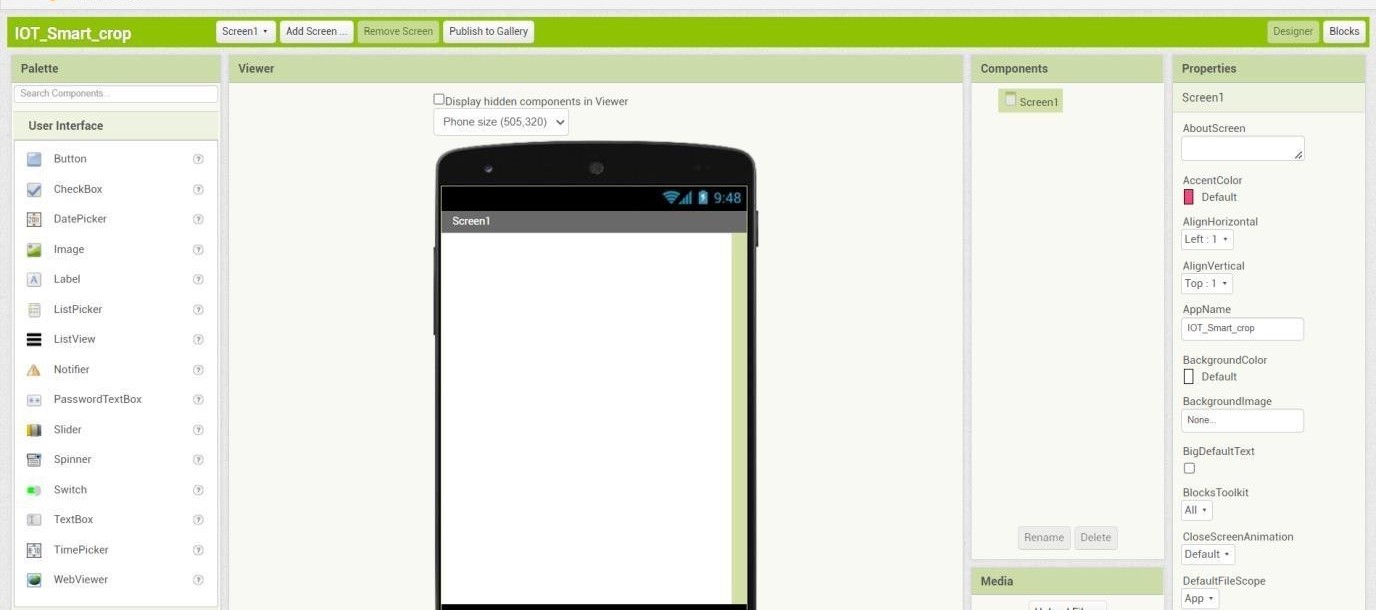 IOT_Smart_crop
Screen1
Add Screen ...
Remove Screen
Publish to Gallery
Designer
Blocks
Palette
Search Components...
User Interface
Button
CheckBox
DatePicker
Image
Label
ListPicker
ListView
Notifier
PasswordTextBox
Slider
Spinner
Switch
TextBox
TimePicker
WebViewer
Viewer
Display hidden components in Viewer
Phone size (505,320)
9:48
Screen1
Components
Screen1
Rename
Delete
Media
Properties
Screen1
AboutScreen
AccentColor
Default
AlignHorizontal
Left : 1
AlignVertical
Top : 1
AppName
IOT_Smart_crop
BackgroundColor
Default
BackgroundImage
None...
BigDefaultText
BlocksToolkit
All
CloseScreenAnimation
Default
DefaultFileScope
App